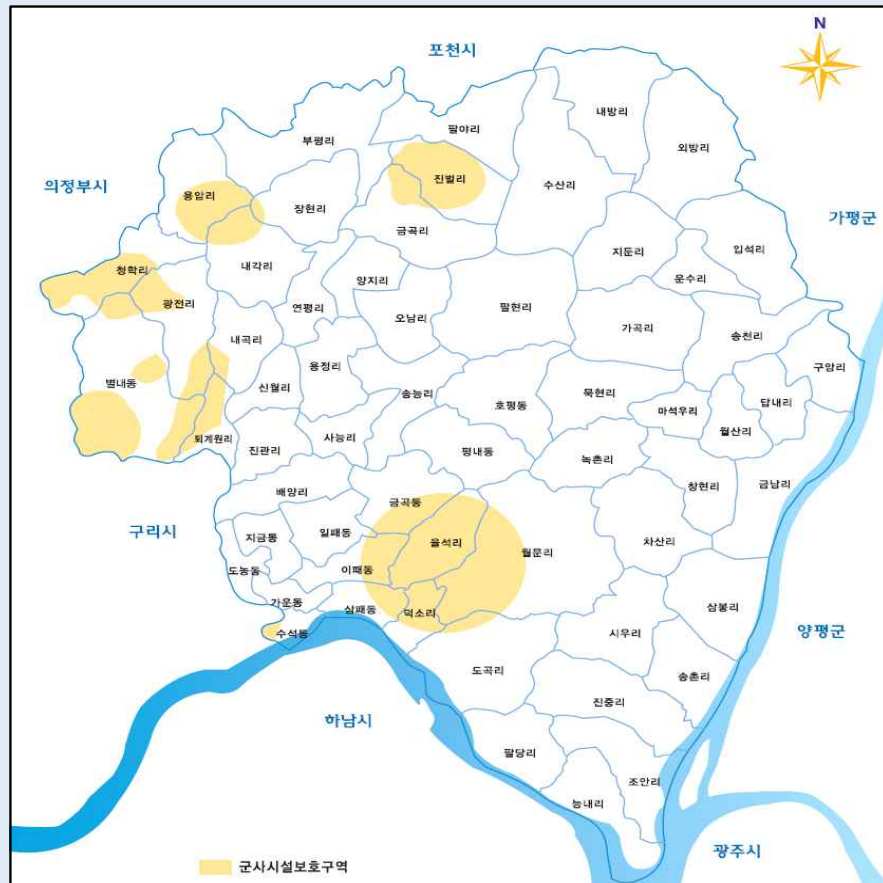 N
포천시
내방리
부평리
팔야리
외방리
진벌리
의정부시
용암리
수산리
장현리
가평군
금곡리
지둔리
입석리
청학리
내각리
양지리
운수리
광전리
연평리
오남리
팔현리
가곡리
송천리
내곡리
구암리
별내동
신월리
용정리
송능리
호평동
묵현리
마석우리
답내리
월산리
퇴계원리
진관리
사능리
평내동
녹촌리
배양리
금곡동
창현리
금남리
구리시
지금동
일패동
율석리
월문리
차산리
도농동
이패동
가운동
삼패동
덕소리
삼봉리
수석동
시우리
양평군
도곡리
송촌리
진중리
하남시
팔당리
조안리
능내리
광주시
군사시설보호구역